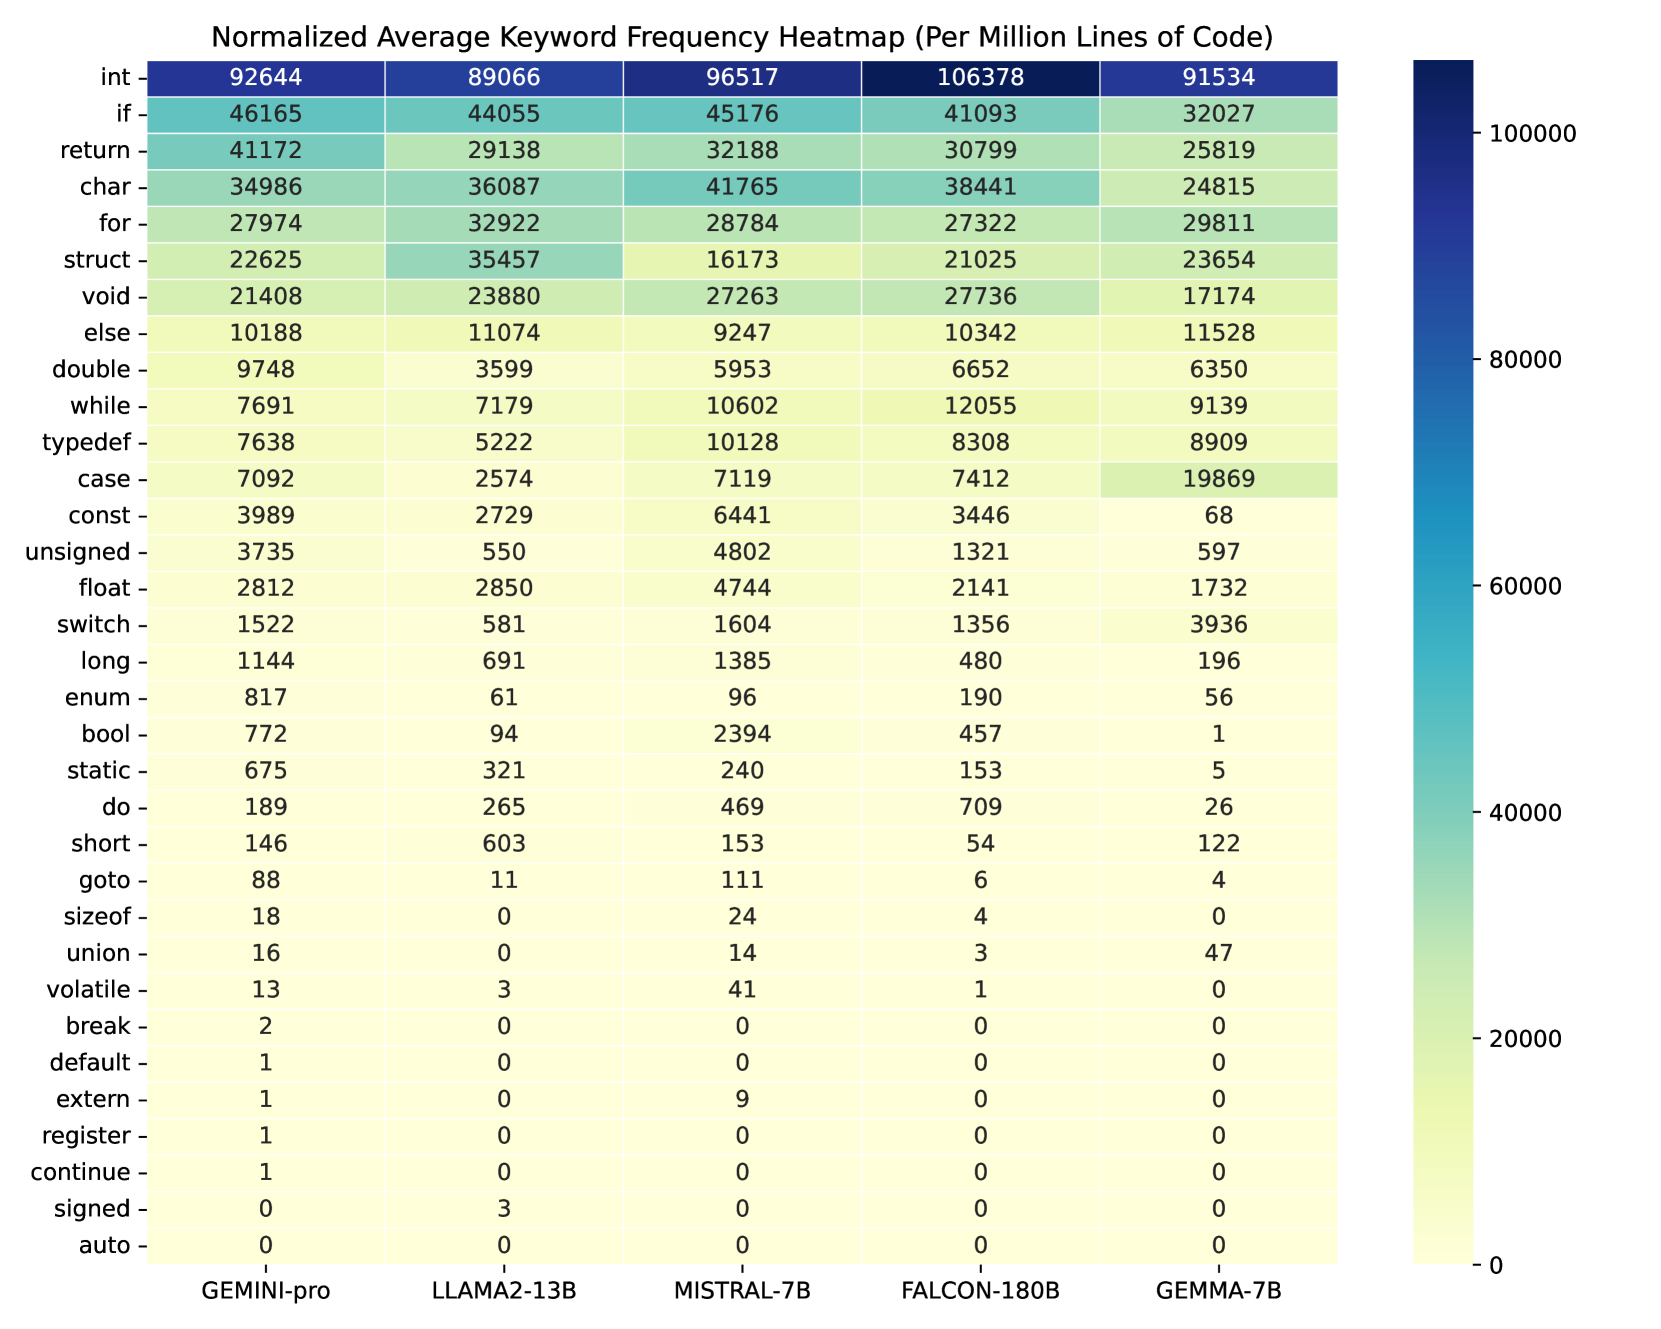 Normalized Average Keyword Frequency Heatmap (Per Million Lines of Code)
int 92644 89066 96517 106378 91534
if 46165 44055 45176 41093 32027
return 41172 29138 32188 30799 25819
char 34986 36087 41765 38441 24815
for 27974 32922 28784 27322 29811
struct 22625 35457 16173 21025 23654
void 21408 23880 27263 27736 17174
else 10188 11074 9247 10342 11528
double 9748 3599 5953 6652 6350
while 7691 7179 10602 12055 9139
typedef 7638 5222 10128 8308 8909
case 7092 2574 7119 7412 19869
const 3989 2729 6441 3446 68
unsigned 3735 550 4802 1321 597
float 2812 2850 4744 2141 1732
switch 1522 581 1604 1356 3936
long 1144 691 1385 480 196
enum 817 61 96 190 56
bool 772 94 2394 457 1
static 675 321 240 153 5
do 189 265 469 709 26
short 146 603 153 54 122
goto 88 11 111 6 4
sizeof 18 0 24 4 0
union 16 0 14 3 47
volatile 13 3 41 1 0
break 2 0 0 0 0
default 1 0 0 0 0
extern 1 0 9 0 0
register 1 0 0 0 0
continue 1 0 0 0 0
signed 0 3 0 0 0
auto 0 0 0 0 0
GEMINI-pro LLAMA2-13B MISTRAL-7B FALCON-180B GEMMA-7B
100000
80000
60000
40000
20000
0